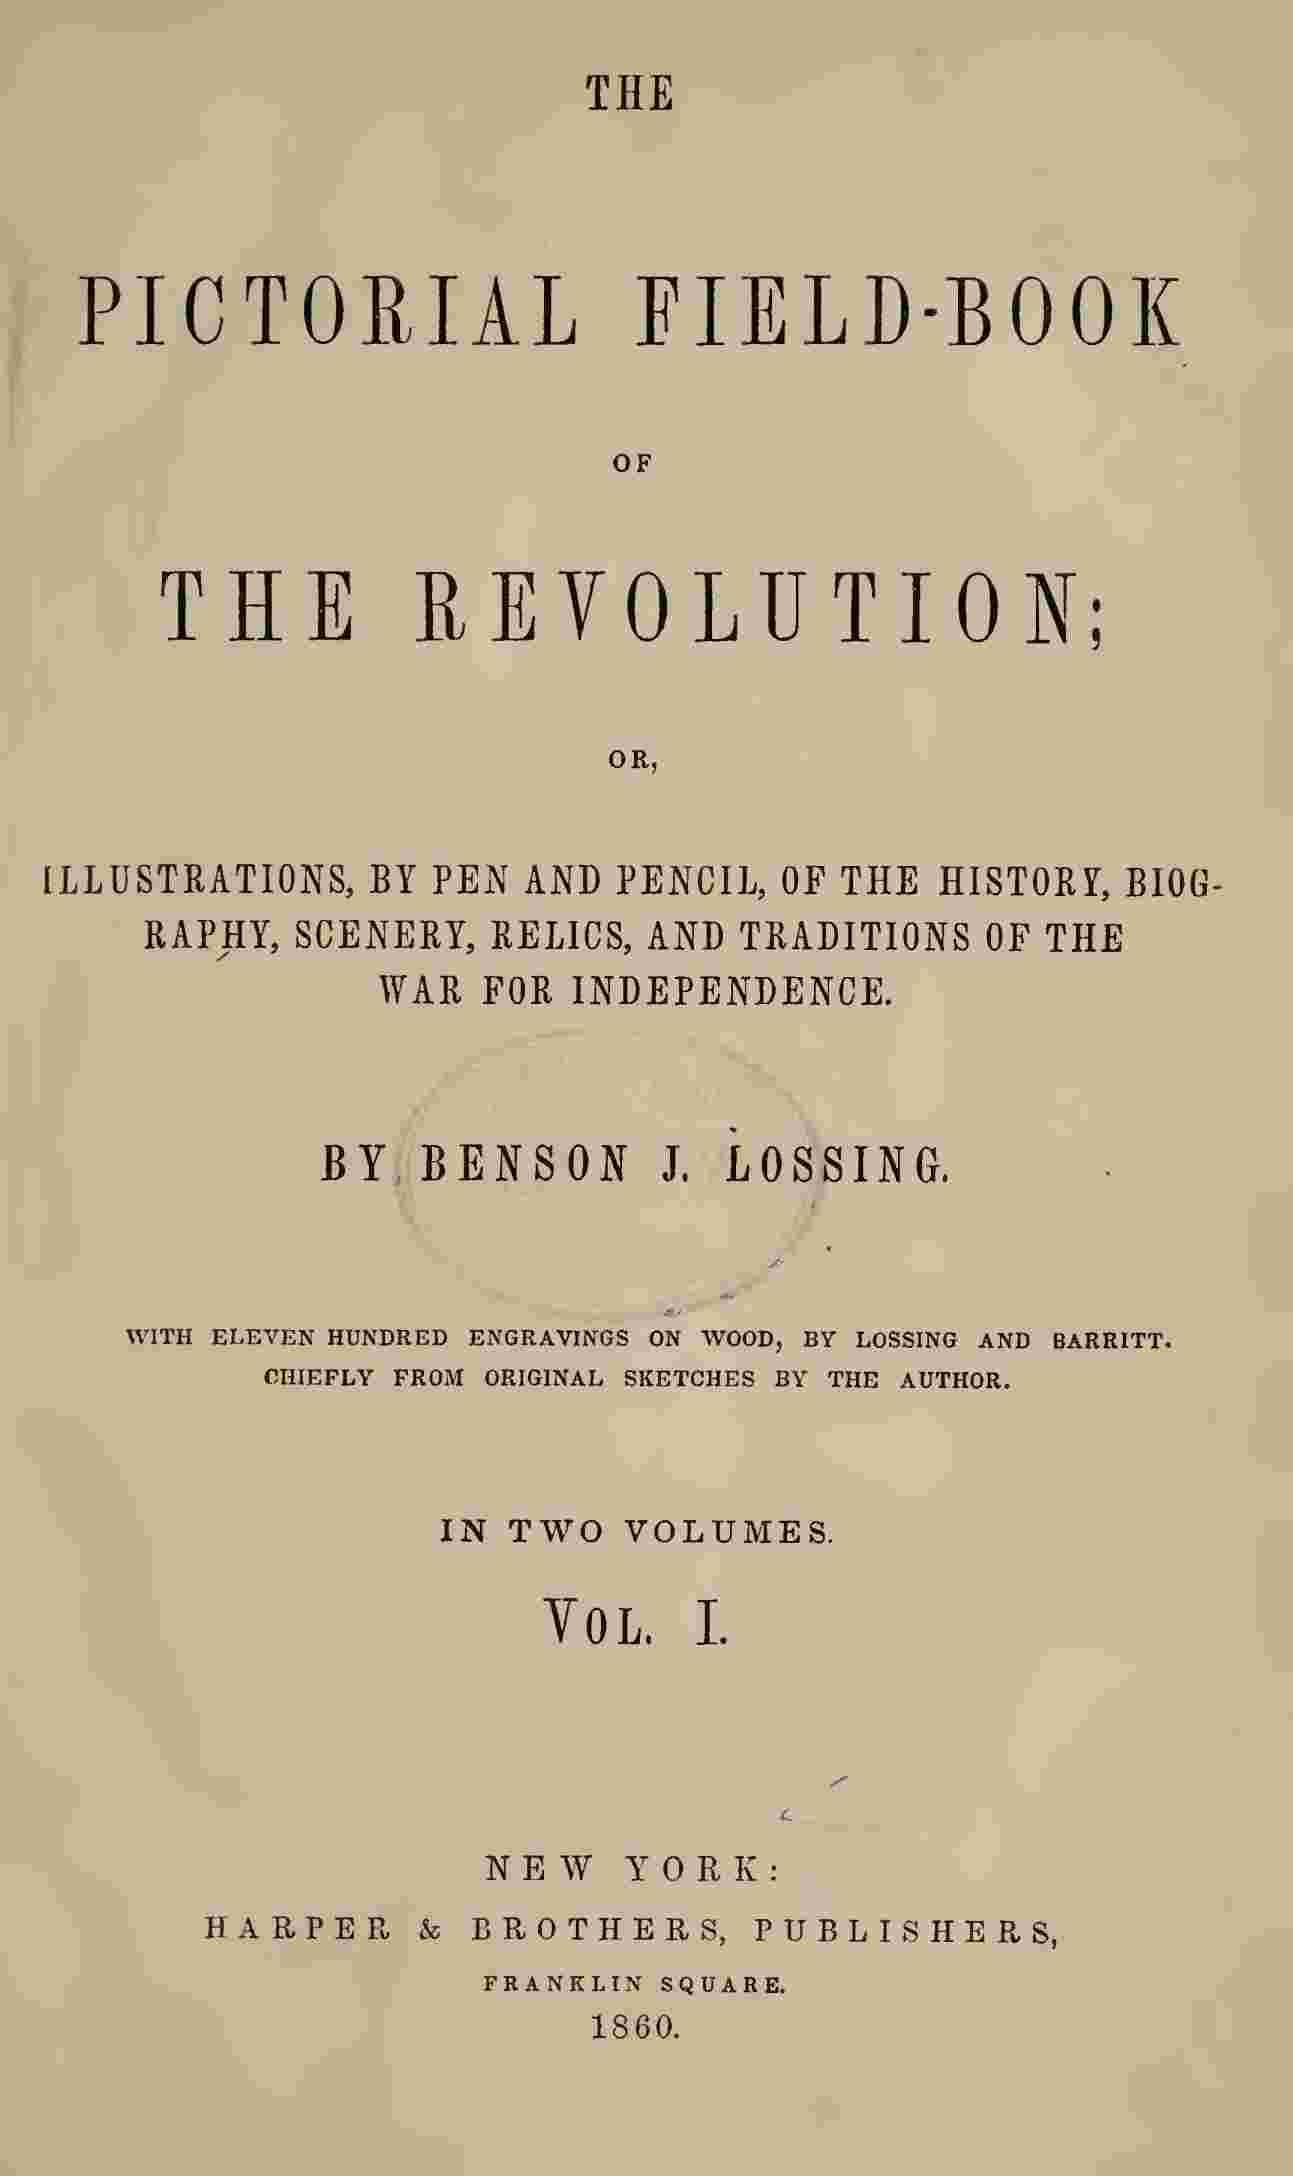 THE
PICTORIAL FIELD-BOOK
OF
THE REVOLUTION;
OR,
ILLUSTRATIONS, BY PEN AND PENCIL, OF THE HISTORY, BIOG-
RAPHY, SCENERY, RELICS, AND TRADITIONS OF THE
WAR FOR INDEPENDENCE.
BY BENSON J. LOSSING.
WITH ELEVEN HUNDRED ENGRAVINGS ON WOOD, BY LOSSING AND BARRITT.
CHIEFLY FROM ORIGINAL SKETCHES BY THE AUTHOR.
IN TWO VOLUMES.
VOL. I.
NEW YORK:
HARPER & BROTHERS, PUBLISHERS,
FRANKLIN SQUARE.
1860.